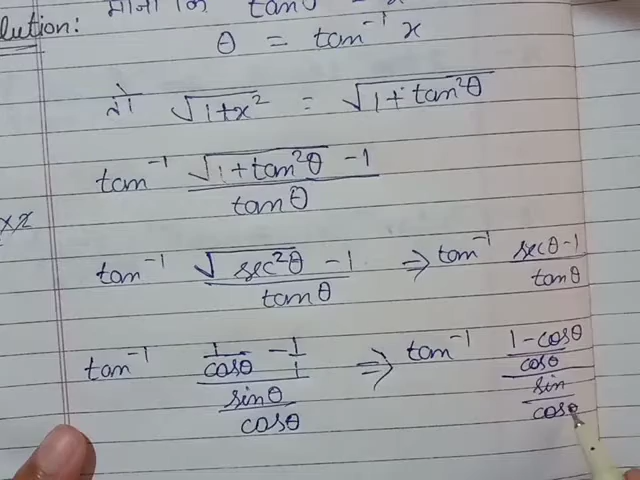 lution: माना कि tanθ
θ = tan⁻¹ x
तो √1+x² = √1+tan²θ
tan⁻¹ √1+tan²θ - 1 / tanθ
tan⁻¹ √sec²θ - 1 / tanθ ⇒ tan⁻¹ secθ-1 / tanθ
tan⁻¹ 1/cosθ - 1/1 / sinθ/cosθ ⇒ tan⁻¹ 1-cosθ/cosθ / sin/cosθ